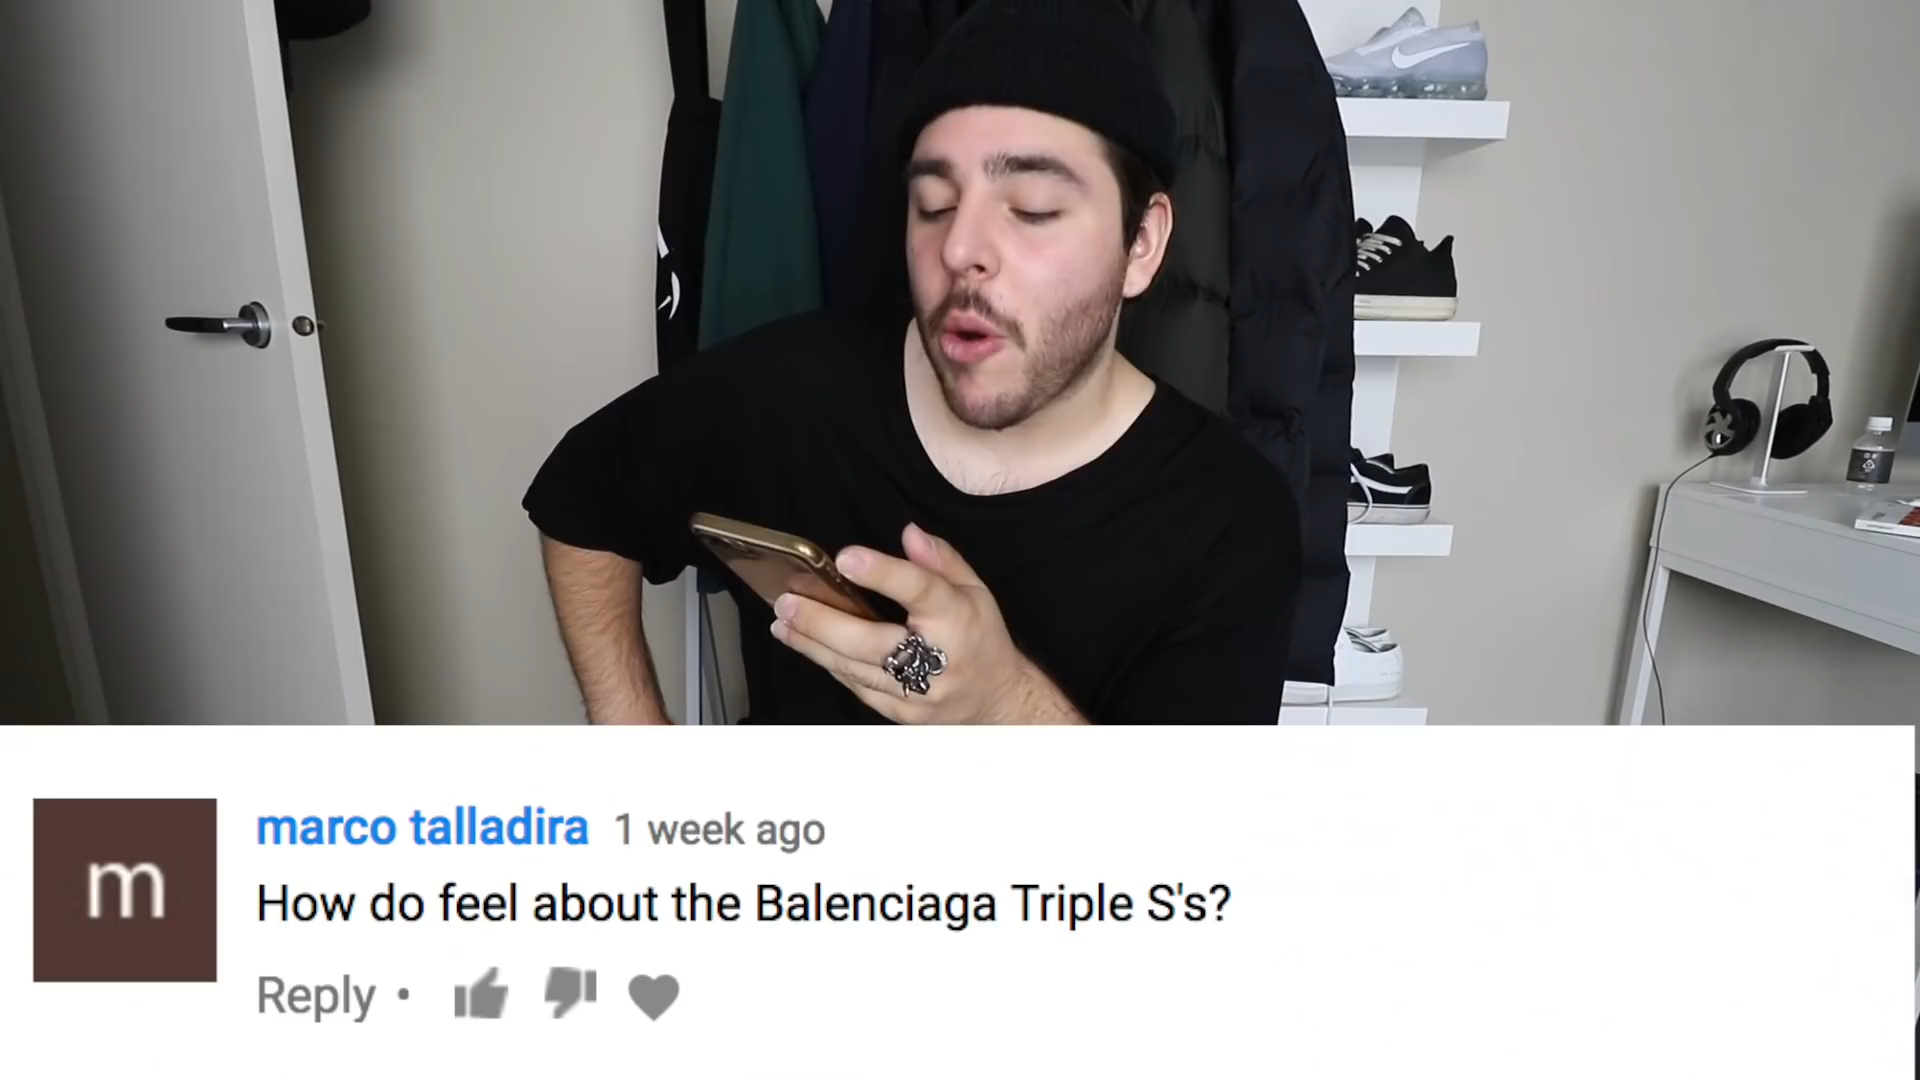 marco talladira 1 week ago
m
How do feel about the Balenciaga Triple S's?
Reply •